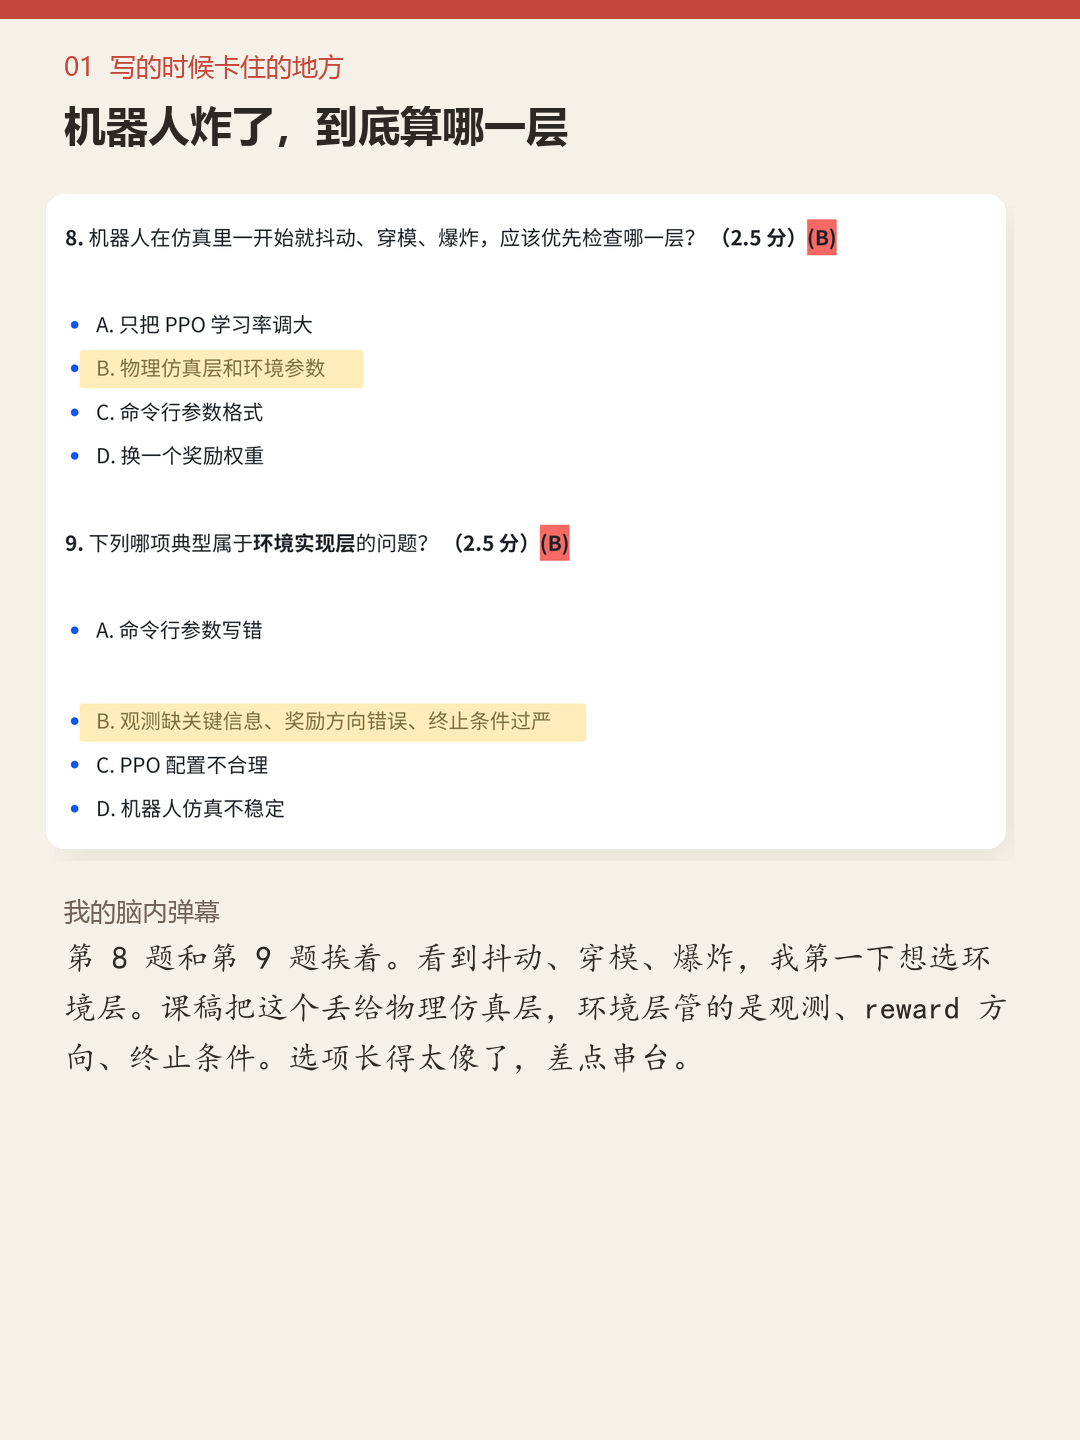 01 写的时候卡住的地方
机器人炸了，到底算哪一层
8. 机器人在仿真里一开始就抖动、穿模、爆炸，应该优先检查哪一层？（2.5 分）(B)
A. 只把 PPO 学习率调大
B. 物理仿真层和环境参数
C. 命令行参数格式
D. 换一个奖励权重
9. 下列哪项典型属于环境实现层的问题？（2.5 分）(B)
A. 命令行参数写错
B. 观测缺关键信息、奖励方向错误、终止条件过严
C. PPO 配置不合理
D. 机器人仿真不稳定
我的脑内弹幕
第 8 题和第 9 题挨着。看到抖动、穿模、爆炸，我第一下想选环
境层。课稿把这个丢给物理仿真层，环境层管的是观测、reward 方
向、终止条件。选项长得太像了，差点串台。